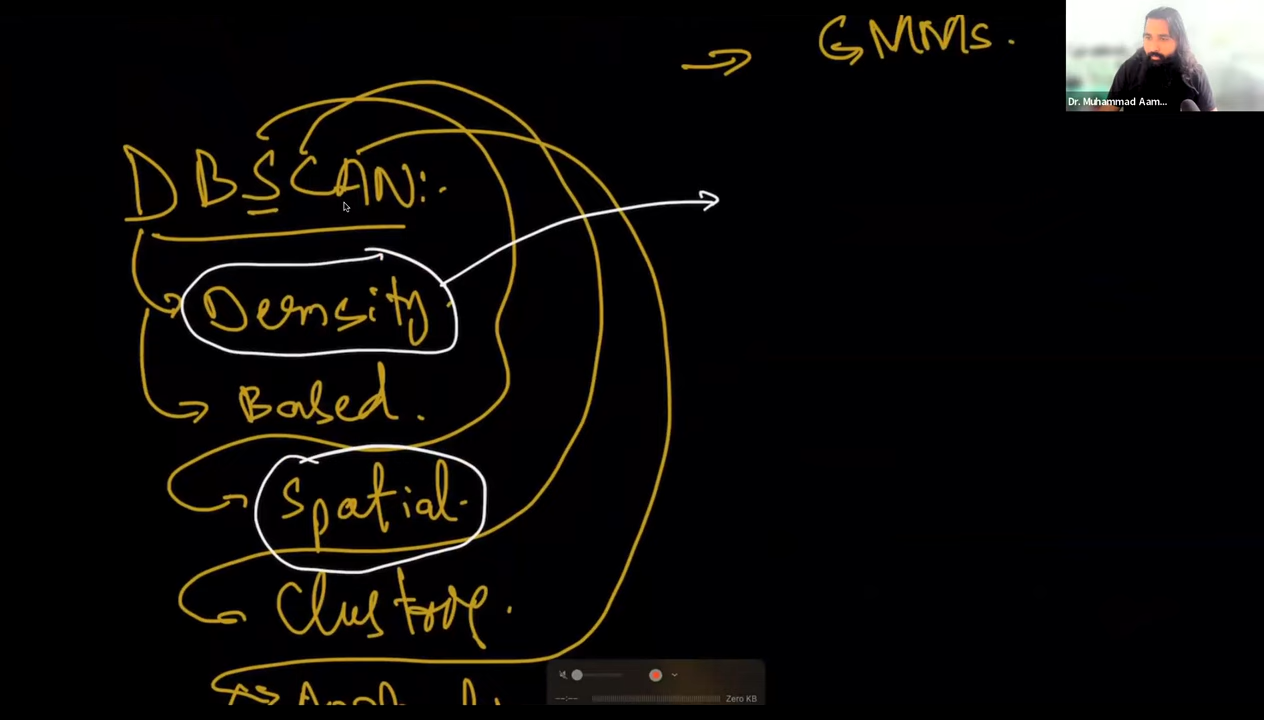 → GMMs.
Dr. Muhammad Aam...
DBSCAN:-
Density.
Based.
Spatial.
Clustering.
Zero KB